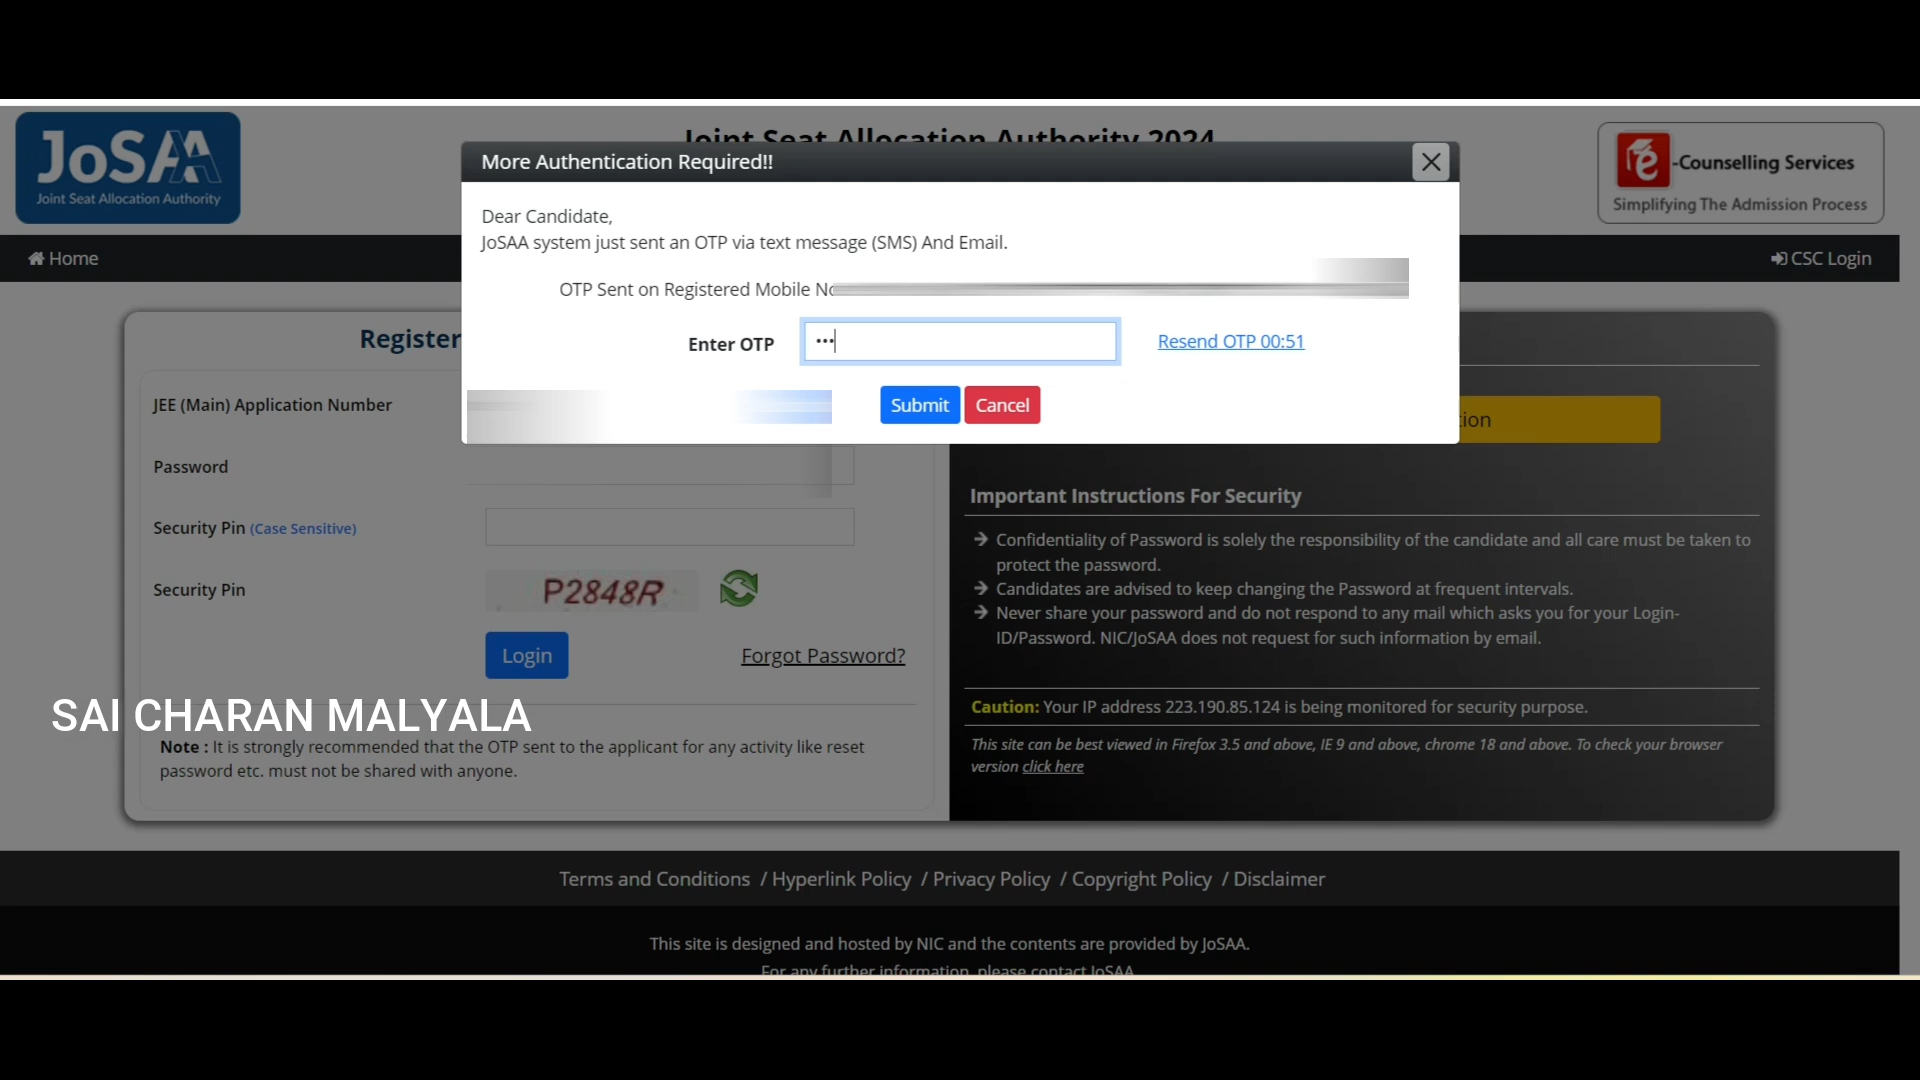 JoSAA
Joint Seat Allocation Authority
Joint Seat Allocation Authority 2024
e-Counselling Services
Simplifying The Admission Process
More Authentication Required!!
Dear Candidate,
JoSAA system just sent an OTP via text message (SMS) And Email.
Home
CSC Login
OTP Sent on Registered Mobile No
Enter OTP
•••
Resend OTP 00:51
Submit
Cancel
Register
JEE (Main) Application Number
Password
Security Pin (Case Sensitive)
Security Pin
P2848R
Login
Forgot Password?
SAI CHARAN MALYALA
Note : It is strongly recommended that the OTP sent to the applicant for any activity like reset
password etc. must not be shared with anyone.
tion
Important Instructions For Security
Confidentiality of Password is solely the responsibility of the candidate and all care must be taken to
protect the password.
Candidates are advised to keep changing the Password at frequent intervals.
Never share your password and do not respond to any mail which asks you for your Login-
ID/Password. NIC/JoSAA does not request for such information by email.
Caution: Your IP address 223.190.85.124 is being monitored for security purpose.
This site can be best viewed in Firefox 3.5 and above, IE 9 and above, chrome 18 and above. To check your browser
version click here
Terms and Conditions / Hyperlink Policy / Privacy Policy / Copyright Policy / Disclaimer
This site is designed and hosted by NIC and the contents are provided by JoSAA.
For any further information, please contact JoSAA